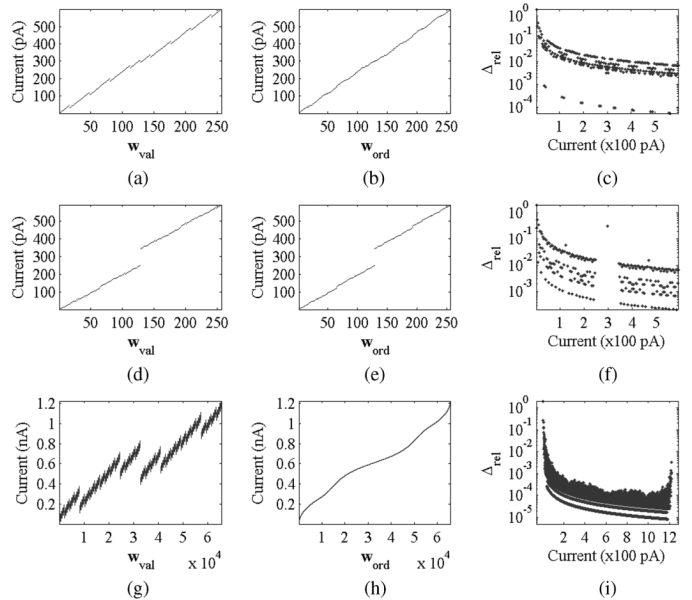 Current (pA)
500
400
300
200
100
50 100 150 200 250
w_val
(a)
Current (pA)
500
400
300
200
100
50 100 150 200 250
w_ord
(b)
Δ_rel
10^0
10^-1
10^-2
10^-3
10^-4
1 2 3 4 5
Current (x100 pA)
(c)
Current (pA)
500
400
300
200
100
50 100 150 200 250
w_val
(d)
Current (pA)
500
400
300
200
100
50 100 150 200 250
w_ord
(e)
Δ_rel
10^0
10^-1
10^-2
10^-3
1 2 3 4 5
Current (x100 pA)
(f)
Current (nA)
1.2
1
0.8
0.6
0.4
0.2
1 2 3 4 5 6
w_val x 10^4
(g)
Current (nA)
1.2
1
0.8
0.6
0.4
0.2
1 2 3 4 5 6
w_ord x 10^4
(h)
Δ_rel
10^0
10^-1
10^-2
10^-3
10^-4
10^-5
2 4 6 8 10 12
Current (x100 pA)
(i)